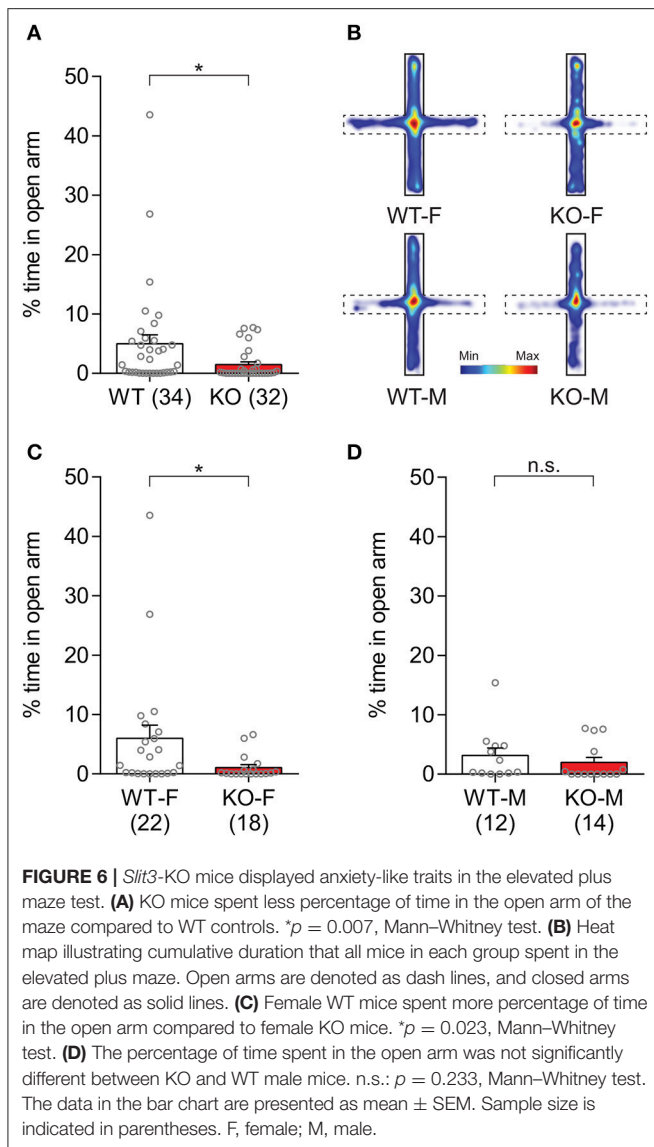 A
*
50
40
30
20
10
0
% time in open arm
WT (34) KO (32)
B
WT-F KO-F
Min Max
WT-M KO-M
C
*
50
40
30
20
10
0
% time in open arm
WT-F KO-F
(22) (18)
D
n.s.
50
40
30
20
10
0
% time in open arm
WT-M KO-M
(12) (14)
FIGURE 6 | Slit3-KO mice displayed anxiety-like traits in the elevated plus
maze test. (A) KO mice spent less percentage of time in the open arm of the
maze compared to WT controls. *p = 0.007, Mann–Whitney test. (B) Heat
map illustrating cumulative duration that all mice in each group spent in the
elevated plus maze. Open arms are denoted as dash lines, and closed arms
are denoted as solid lines. (C) Female WT mice spent more percentage of time
in the open arm compared to female KO mice. *p = 0.023, Mann–Whitney
test. (D) The percentage of time spent in the open arm was not significantly
different between KO and WT male mice. n.s.: p = 0.233, Mann–Whitney test.
The data in the bar chart are presented as mean ± SEM. Sample size is
indicated in parentheses. F, female; M, male.